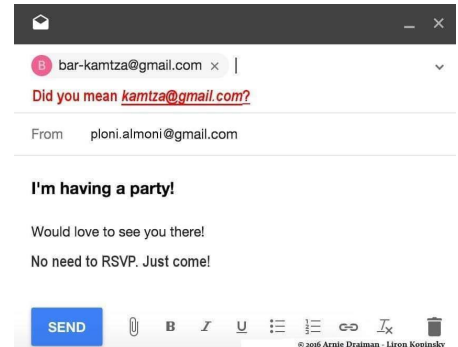 B bar-kamtza@gmail.com × |
Did you mean kamtza@gmail.com?
From ploni.almoni@gmail.com
I'm having a party!
Would love to see you there!
No need to RSVP. Just come!
SEND B I U Tx
© 2016 Arnie Draiman - Liron Kopinsky